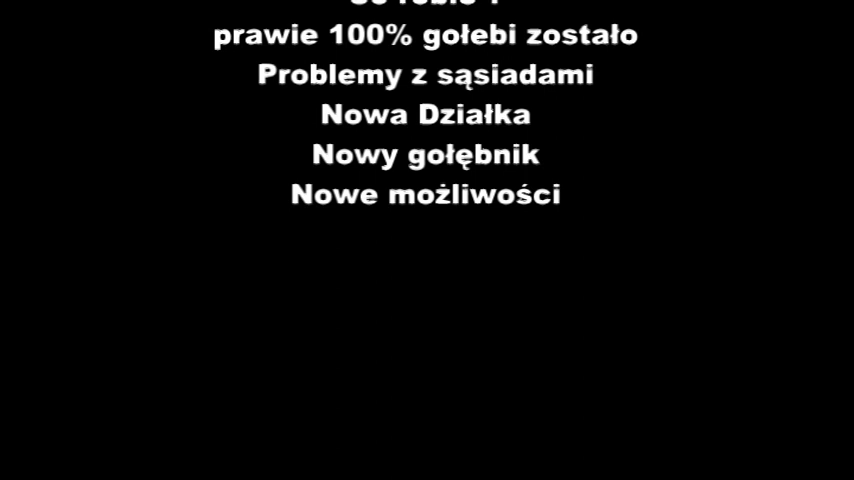 prawie 100% gołebi zostało
Problemy z sąsiadami
Nowa Działka
Nowy gołębnik
Nowe możliwości